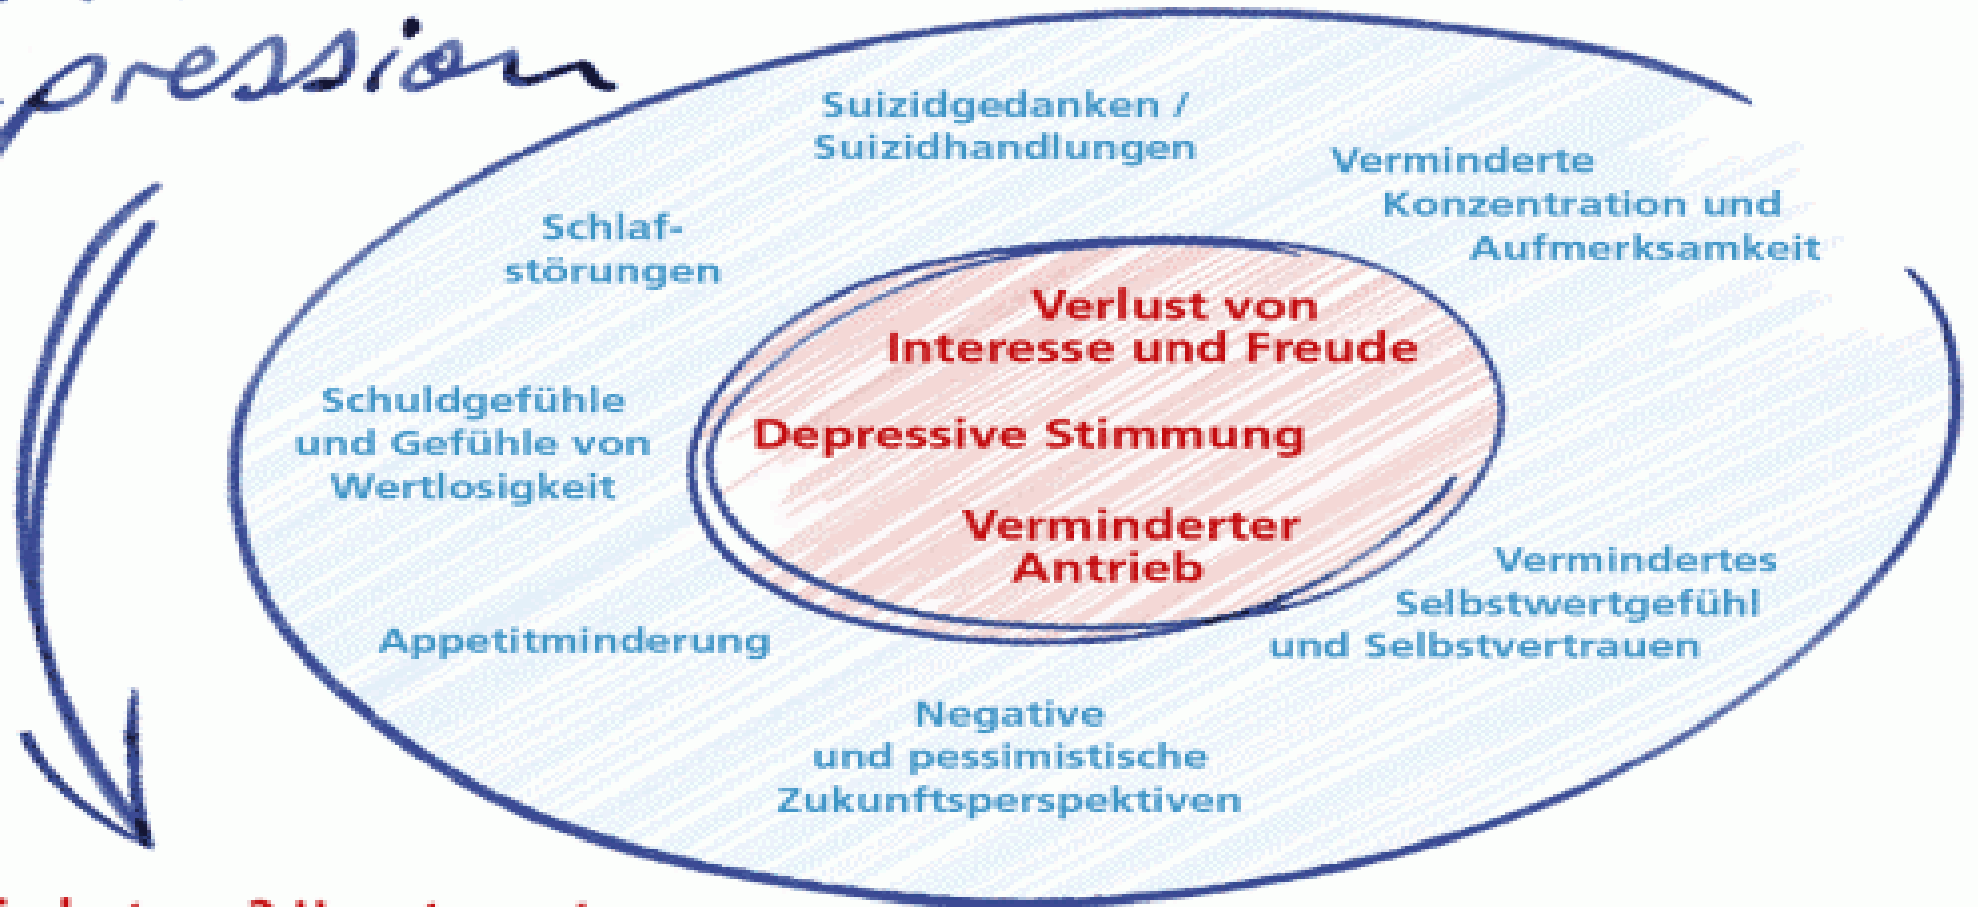 pression
Suizidgedanken /
Suizidhandlungen
Verminderte
Konzentration und
Aufmerksamkeit
Schlaf-
störungen
Verlust von
Interesse und Freude
Schuldgefühle
und Gefühle von
Wertlosigkeit
Depressive Stimmung
Verminderter
Antrieb
Vermindertes
Selbstwertgefühl
und Selbstvertrauen
Appetitminderung
Negative
und pessimistische
Zukunftsperspektiven